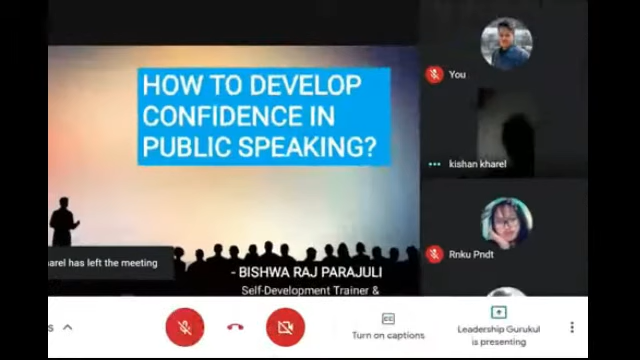 HOW TO DEVELOP
CONFIDENCE IN
PUBLIC SPEAKING?
- BISHWA RAJ PARAJULI
Self-Development Trainer &
has left the meeting
You
kishan kharel
Rnku Pndt
Turn on captions
Leadership Gurukul
is presenting